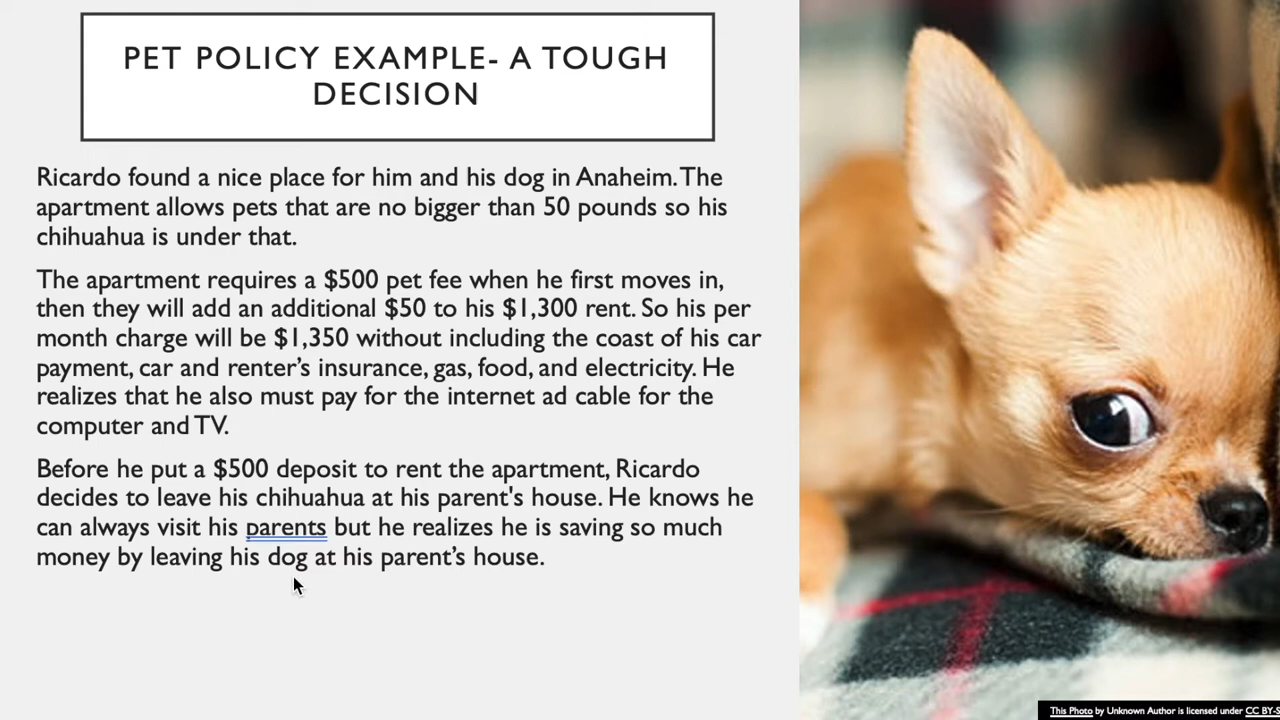 PET POLICY EXAMPLE- A TOUGH
DECISION
Ricardo found a nice place for him and his dog in Anaheim. The
apartment allows pets that are no bigger than 50 pounds so his
chihuahua is under that.
The apartment requires a $500 pet fee when he first moves in,
then they will add an additional $50 to his $1,300 rent. So his per
month charge will be $1,350 without including the coast of his car
payment, car and renter’s insurance, gas, food, and electricity. He
realizes that he also must pay for the internet ad cable for the
computer and TV.
Before he put a $500 deposit to rent the apartment, Ricardo
decides to leave his chihuahua at his parent's house. He knows he
can always visit his parents but he realizes he is saving so much
money by leaving his dog at his parent’s house.
This Photo by Unknown Author is licensed under CC BY-S